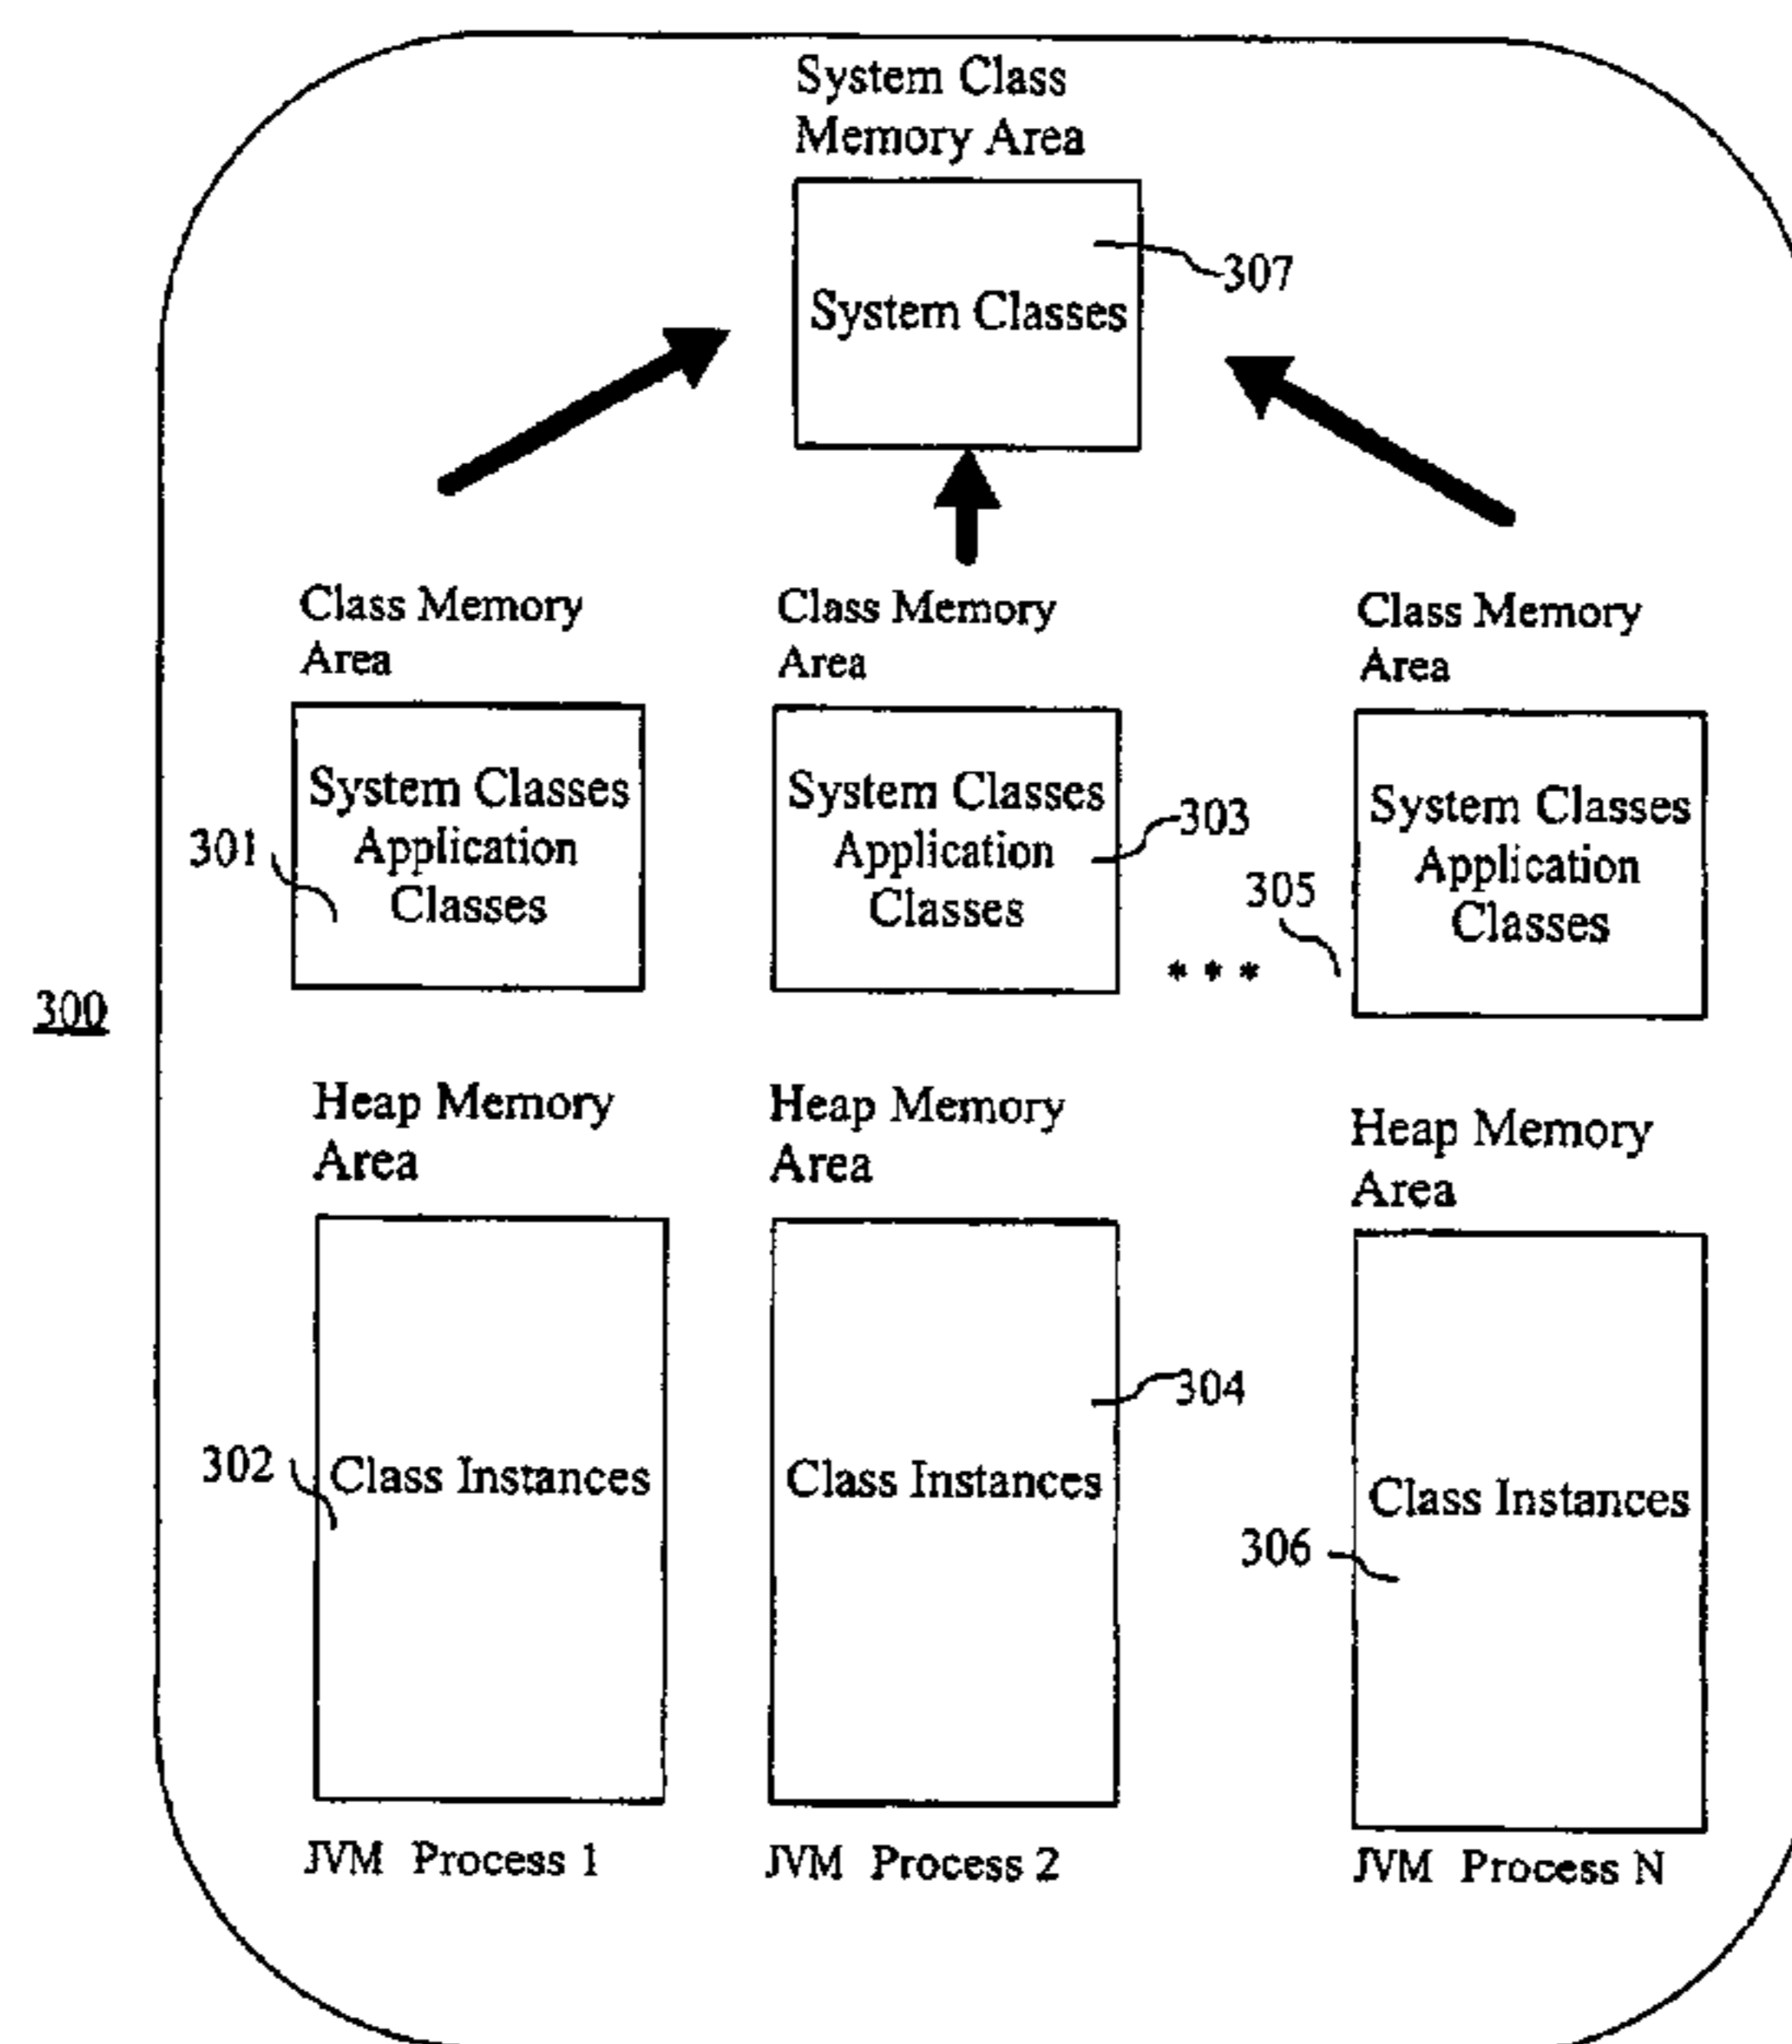 System Class
Memory Area
System Classes
307
Class Memory
Area
Class Memory
Area
Class Memory
Area
System Classes
Application
Classes
301
System Classes
Application
Classes
303
System Classes
Application
Classes
305
* * *
300
Heap Memory
Area
Heap Memory
Area
Heap Memory
Area
Class Instances
302
Class Instances
304
Class Instances
306
JVM Process 1
JVM Process 2
JVM Process N